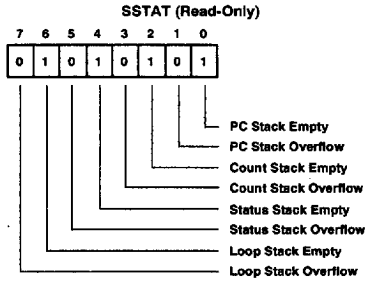 SSTAT (Read-Only)
7 6 5 4 3 2 1 0
0 1 0 1 0 1 0 1
PC Stack Empty
PC Stack Overflow
Count Stack Empty
Count Stack Overflow
Status Stack Empty
Status Stack Overflow
Loop Stack Empty
Loop Stack Overflow